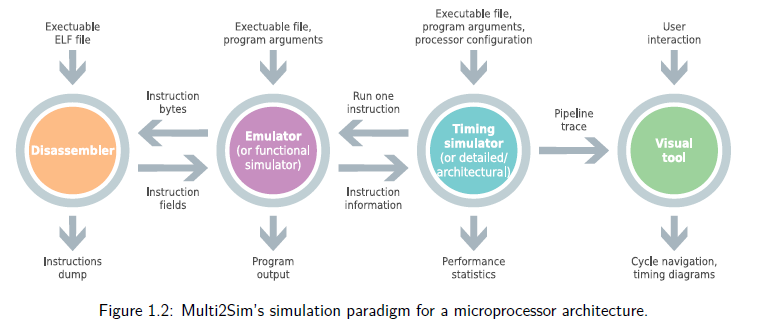 Exectuable
ELF file
Exectuable file,
program arguments
Executable file,
program arguments,
processor configuration
User
interaction
Instruction
bytes
Run one
instruction
Pipeline
trace
Disassembler
Emulator
(or functional
simulator)
Timing
simulator
(or detailed/
architectural)
Visual
tool
Instruction
fields
Instruction
information
Instructions
dump
Program
output
Performance
statistics
Cycle navigation,
timing diagrams
Figure 1.2: Multi2Sim's simulation paradigm for a microprocessor architecture.